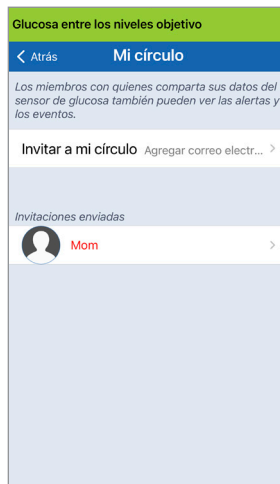 Glucosa entre los niveles objetivo
Atrás Mi círculo
Los miembros con quienes comparta sus datos del
sensor de glucosa también pueden ver las alertas y
los eventos.
Invitar a mi círculo Agregar correo electr...
Invitaciones enviadas
Mom